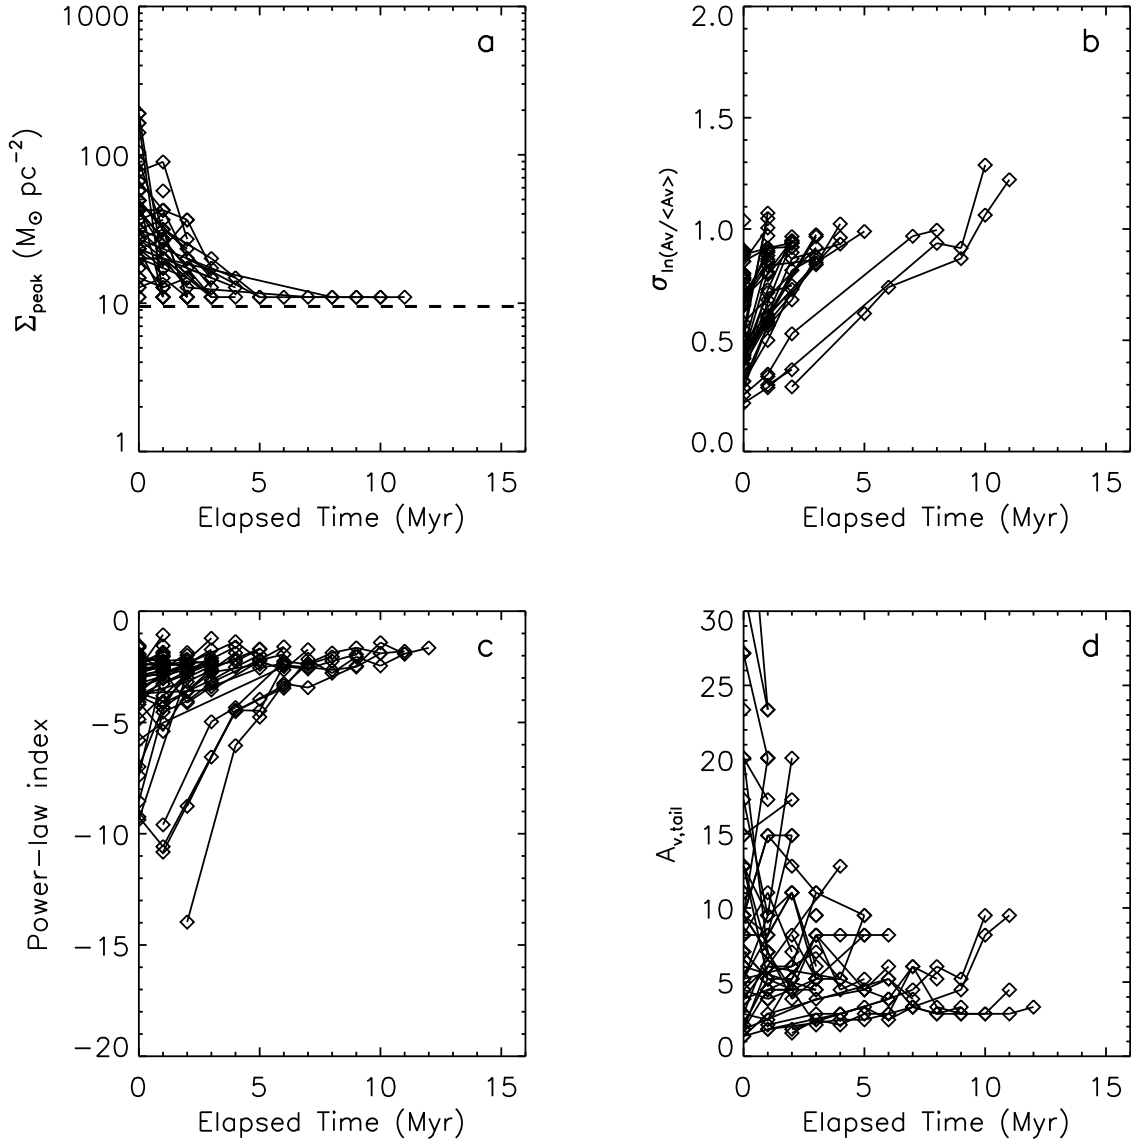 1000
100
10
1
Σpeak (M⊙ pc−2)
a
0 5 10 15
Elapsed Time (Myr)
2.0
1.5
1.0
0.5
0.0
σln(Av/<Av>)
b
0 5 10 15
Elapsed Time (Myr)
0
−5
−10
−15
−20
Power−law index
c
0 5 10 15
Elapsed Time (Myr)
30
25
20
15
10
5
0
Av,tail
d
0 5 10 15
Elapsed Time (Myr)